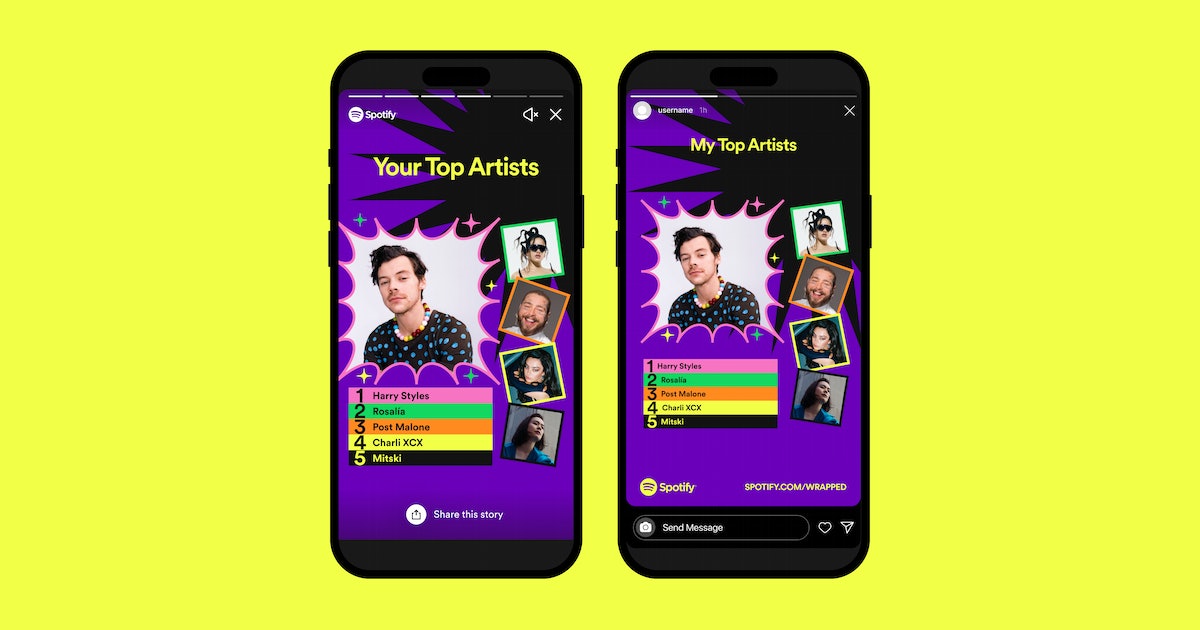 Spotify
Your Top Artists
1 Harry Styles
2 Rosalía
3 Post Malone
4 Charli XCX
5 Mitski
Share this story
username 1h
My Top Artists
1 Harry Styles
2 Rosalía
3 Post Malone
4 Charli XCX
5 Mitski
Spotify
SPOTIFY.COM/WRAPPED
Send Message